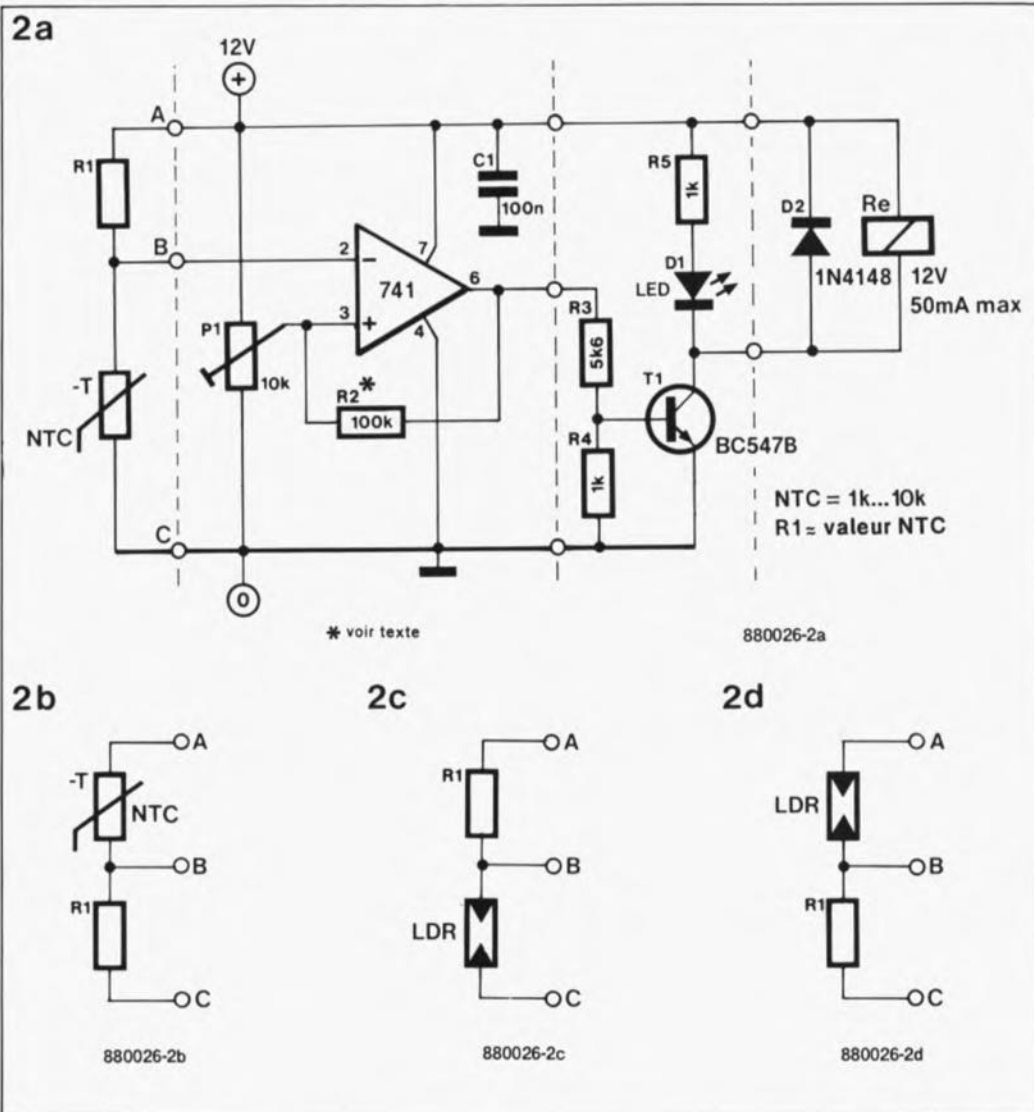 2a
12V
+
A
R1
B
-T
NTC
C
P1
10k
0
2
3
7
6
4
741
R2 *
100k
C1
100n
R3
5k6
R4
1k
R5
1k
D1
LED
T1
BC547B
D2
1N4148
Re
12V
50mA max
NTC = 1k...10k
R1 ≃ valeur NTC
* voir texte
880026-2a
2b
A
-T
NTC
B
R1
C
880026-2b
2c
A
R1
B
LDR
C
880026-2c
2d
A
LDR
B
R1
C
880026-2d